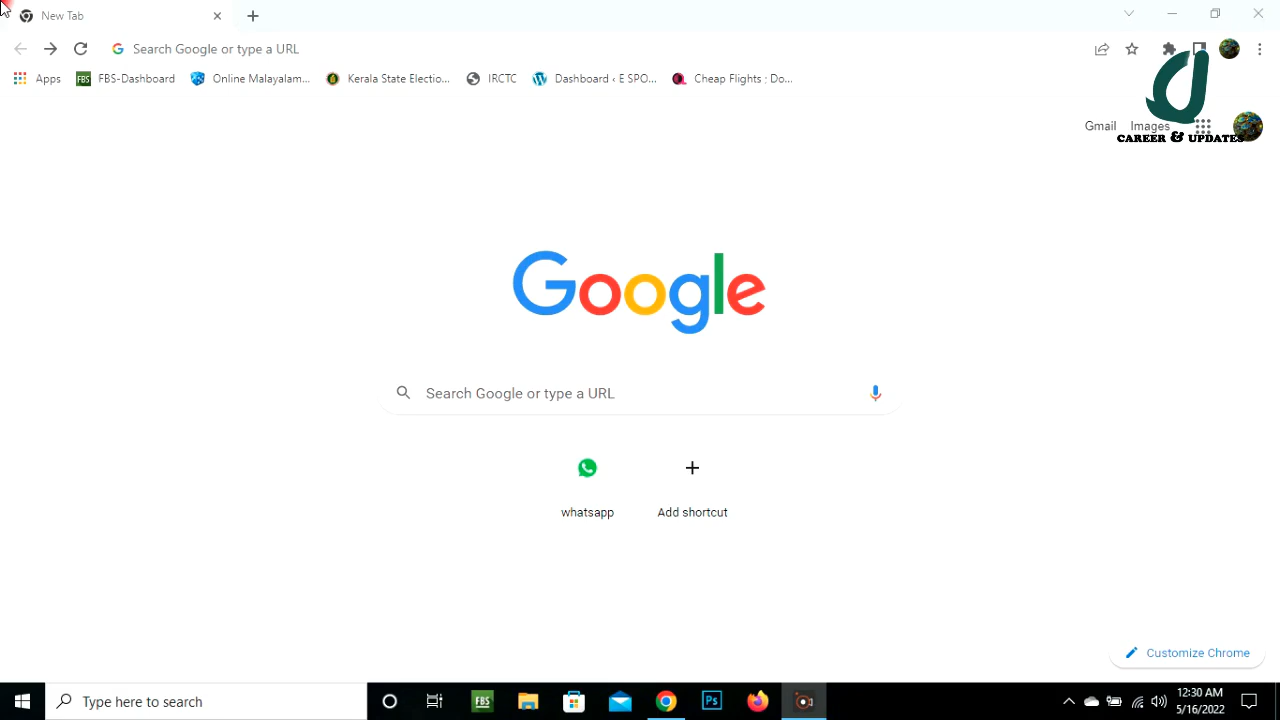 New Tab
Search Google or type a URL
Apps FBS-Dashboard Online Malayalam... Kerala State Electio... IRCTC Dashboard ‹ E SPO... Cheap Flights ; Do...
Gmail Images
CAREER & UPDATES
Google
Search Google or type a URL
whatsapp Add shortcut
Customize Chrome
Type here to search
FBS
Ps
12:30 AM
5/16/2022